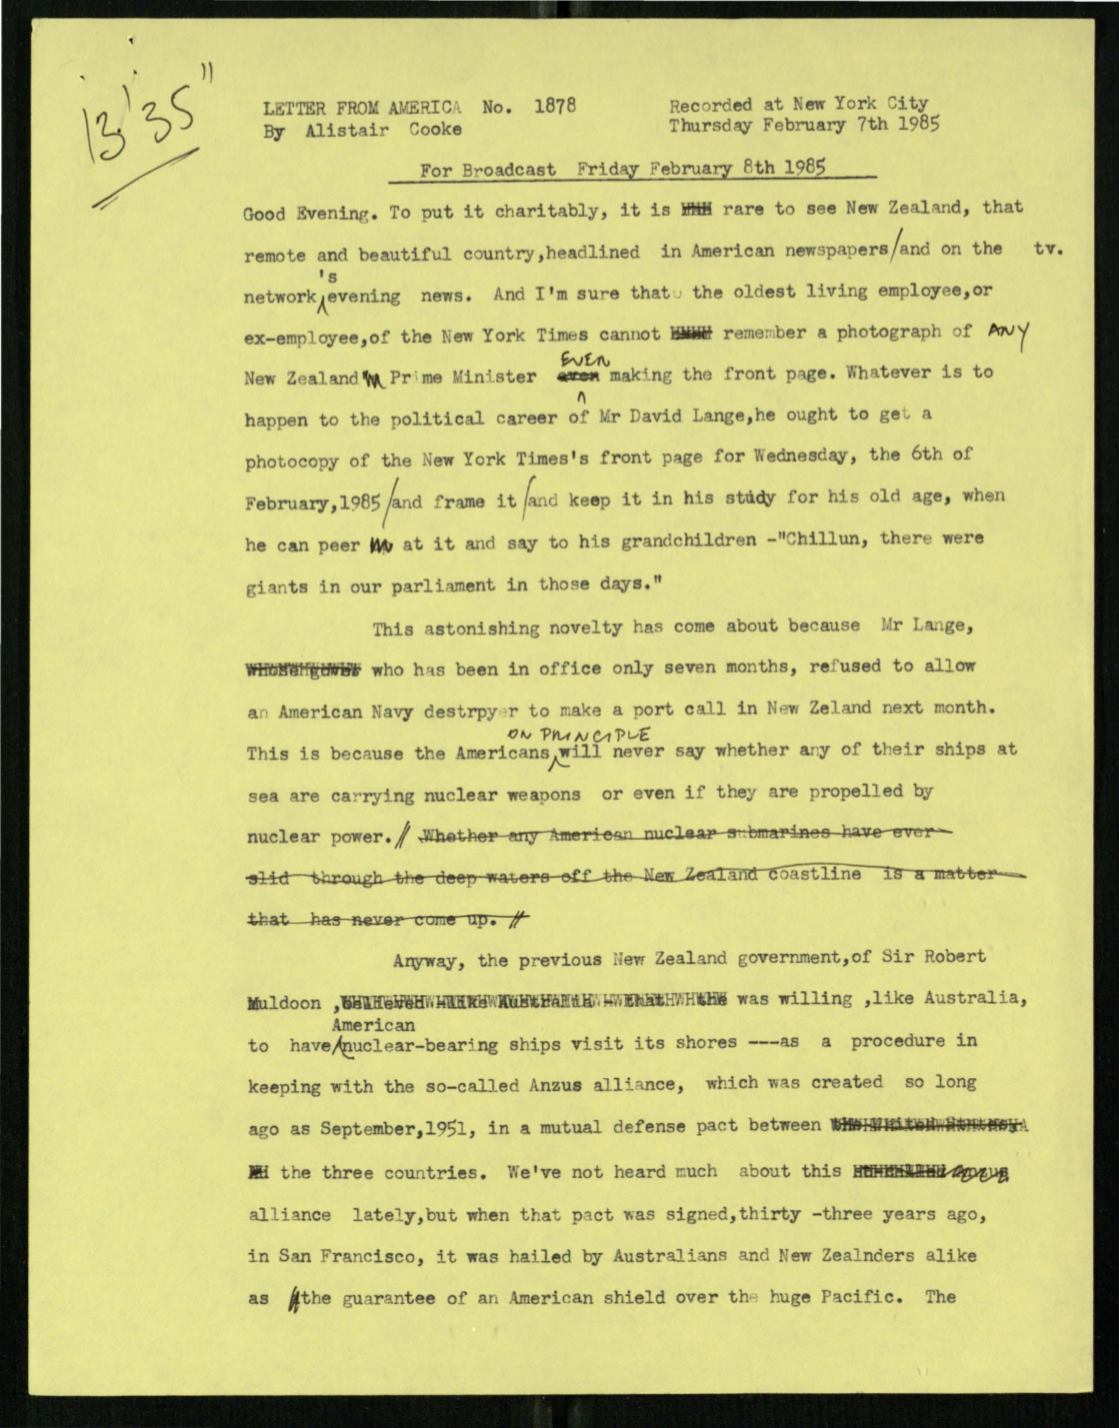 13'35"
LETTER FROM AMERICA No. 1878 Recorded at New York City
By Alistair Cooke Thursday February 7th 1985
For Broadcast Friday February 8th 1985
Good Evening. To put it charitably, it is rare to see New Zealand, that
remote and beautiful country,headlined in American newspapers/and on the tv.
's
network evening news. And I'm sure that the oldest living employee,or
ex-employee,of the New York Times cannot remember a photograph of ANY
EVEN
New Zealand Prime Minister even making the front page. Whatever is to
happen to the political career of Mr David Lange,he ought to get a
photocopy of the New York Times's front page for Wednesday, the 6th of
February,1985/and frame it/and keep it in his study for his old age, when
he can peer at it and say to his grandchildren -"Chillun, there were
giants in our parliament in those days."
This astonishing novelty has come about because Mr Lange,
who has been in office only seven months, refused to allow
an American Navy destrpyer to make a port call in New Zeland next month.
ON PRINCIPLE
This is because the Americans will never say whether any of their ships at
sea are carrying nuclear weapons or even if they are propelled by
nuclear power.// Whether any American nuclear submarines have ever
slid through the deep waters off the New Zealand coastline is a matter
that has never come up. //
Anyway, the previous New Zealand government,of Sir Robert
Muldoon , was willing ,like Australia,
American
to have nuclear-bearing ships visit its shores ---as a procedure in
keeping with the so-called Anzus alliance, which was created so long
ago as September,1951, in a mutual defense pact between
the three countries. We've not heard much about this
alliance lately,but when that pact was signed,thirty -three years ago,
in San Francisco, it was hailed by Australians and New Zealnders alike
as the guarantee of an American shield over the huge Pacific. The